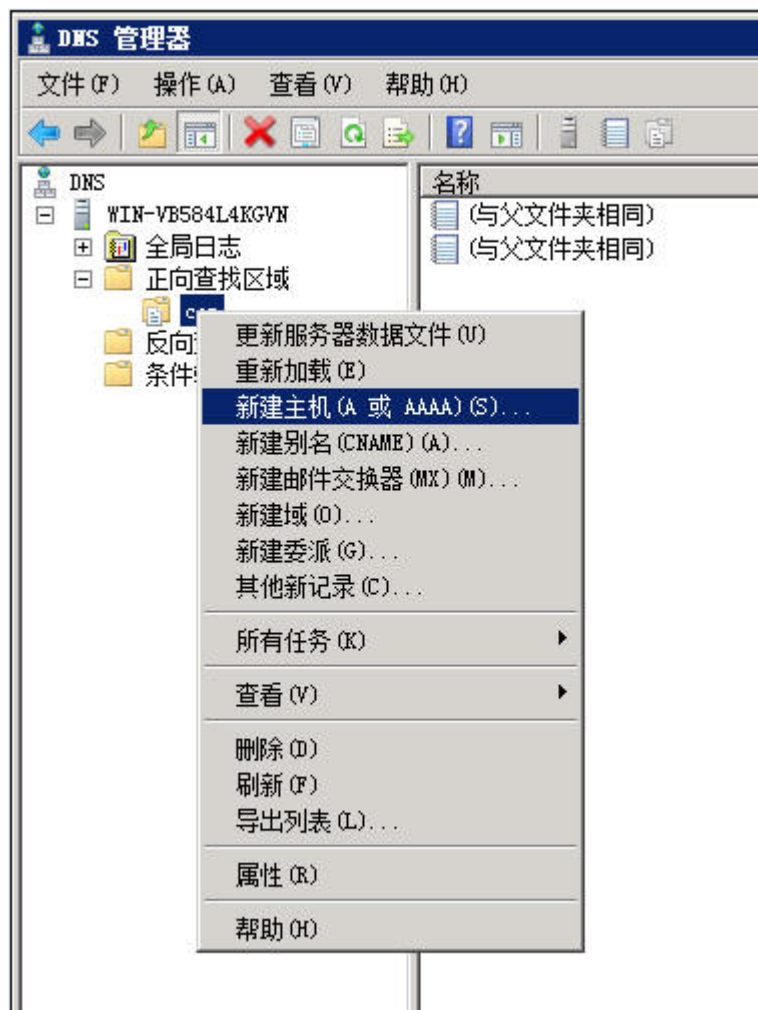 DNS 管理器
文件(F) 操作(A) 查看(V) 帮助(H)
DNS
WIN-VB584L4KGVN
全局日志
正向查找区域
反向
条件
名称
(与父文件夹相同)
(与父文件夹相同)
更新服务器数据文件(U)
重新加载(E)
新建主机(A 或 AAAA)(S)...
新建别名(CNAME)(A)...
新建邮件交换器(MX)(M)...
新建域(O)...
新建委派(G)...
其他新记录(C)...
所有任务(K)
查看(V)
删除(D)
刷新(F)
导出列表(L)...
属性(R)
帮助(H)